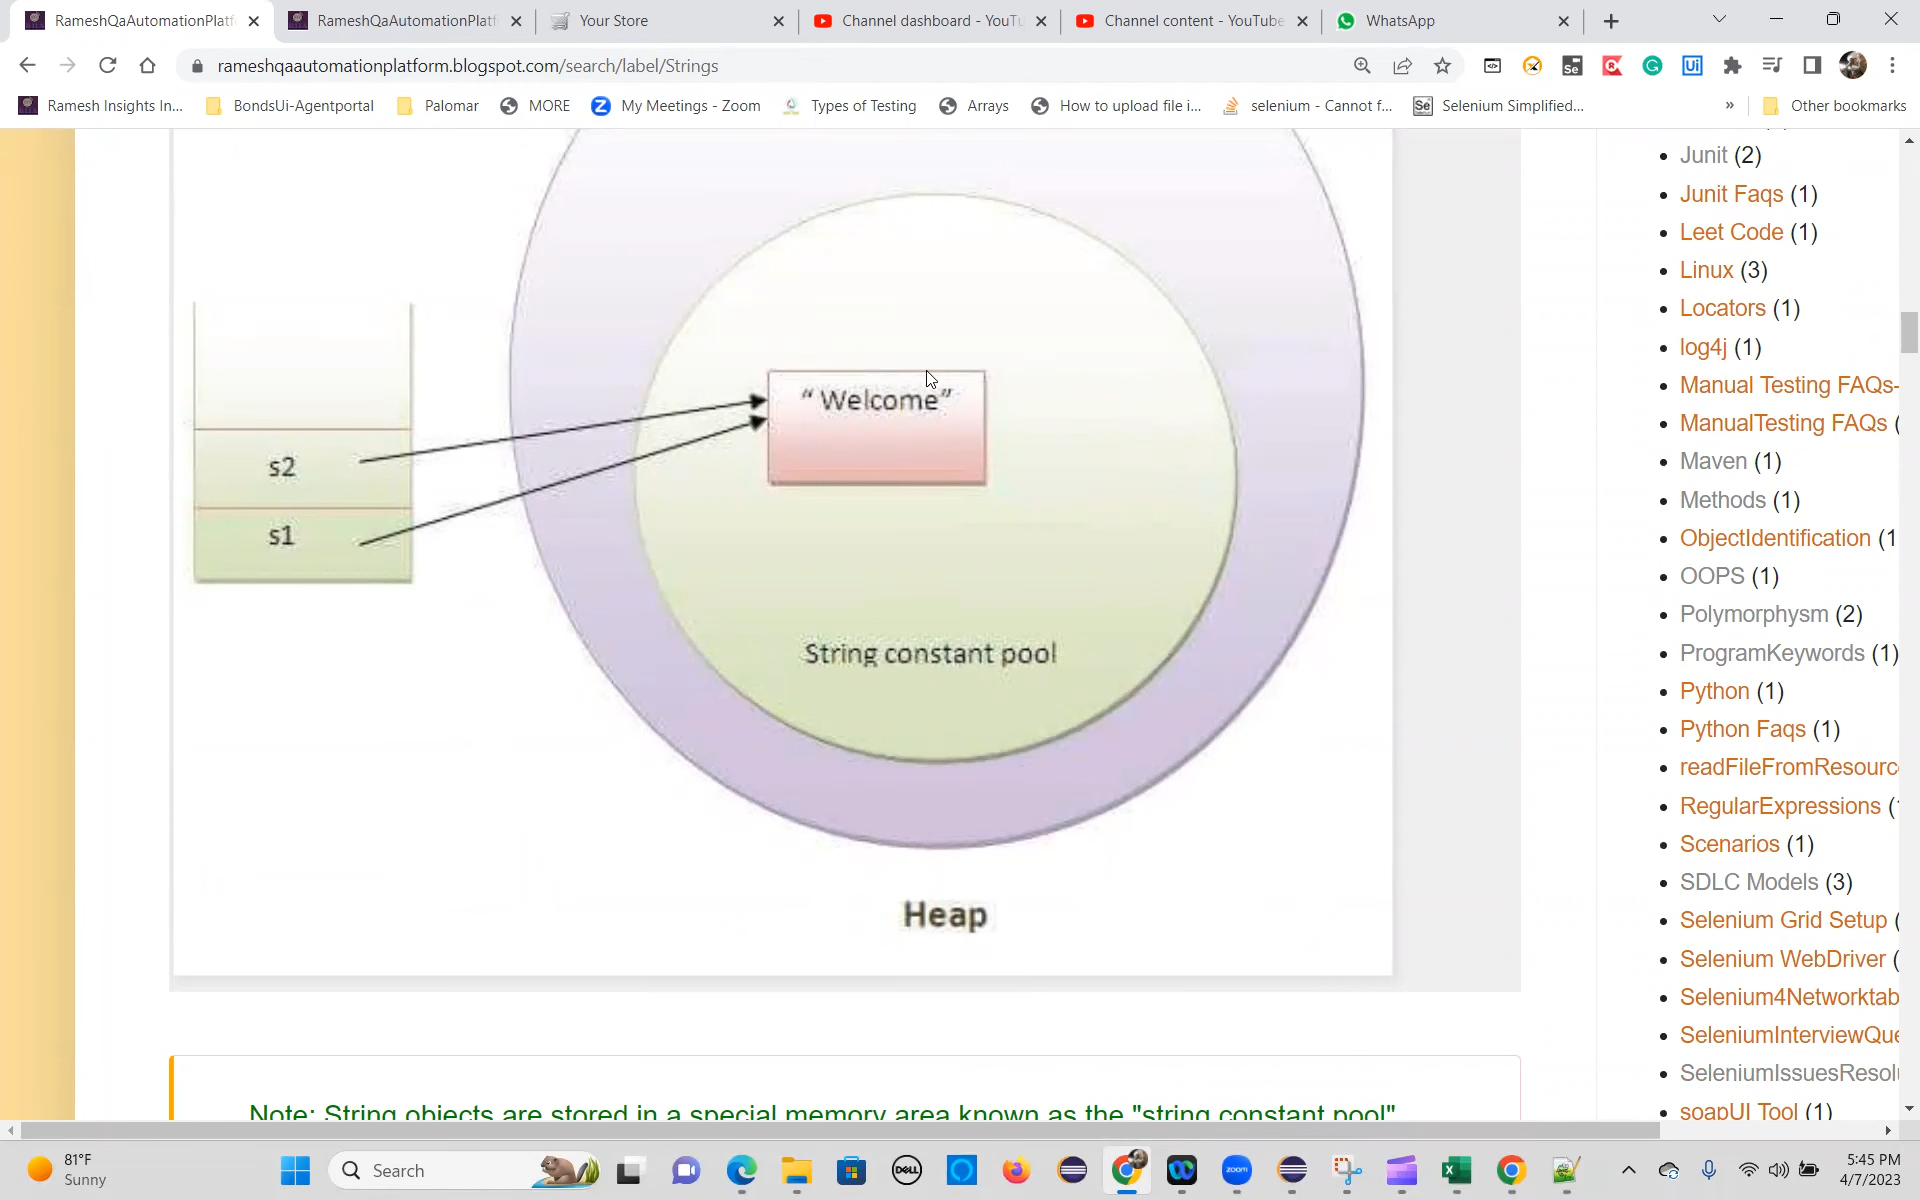 RameshQaAutomationPlatf
RameshQaAutomationPlatf
Your Store
Channel dashboard - YouTu
Channel content - YouTube
WhatsApp
rameshqaautomationplatform.blogspot.com/search/label/Strings
Ramesh Insights In...
BondsUi-Agentportal
Palomar
MORE
My Meetings - Zoom
Types of Testing
Arrays
How to upload file i...
selenium - Cannot f...
Selenium Simplified...
»
Other bookmarks
s2
s1
“ Welcome”
String constant pool
Heap
Note: String objects are stored in a special memory area known as the "string constant pool"
Junit (2)
Junit Faqs (1)
Leet Code (1)
Linux (3)
Locators (1)
log4j (1)
Manual Testing FAQs-
ManualTesting FAQs (
Maven (1)
Methods (1)
ObjectIdentification (1
OOPS (1)
Polymorphysm (2)
ProgramKeywords (1)
Python (1)
Python Faqs (1)
readFileFromResourc
RegularExpressions (
Scenarios (1)
SDLC Models (3)
Selenium Grid Setup (
Selenium WebDriver (
Selenium4Networktab
SeleniumInterviewQue
SeleniumIssuesResol
soapUI Tool (1)
81°F
Sunny
Search
DELL
zoom
5:45 PM
4/7/2023